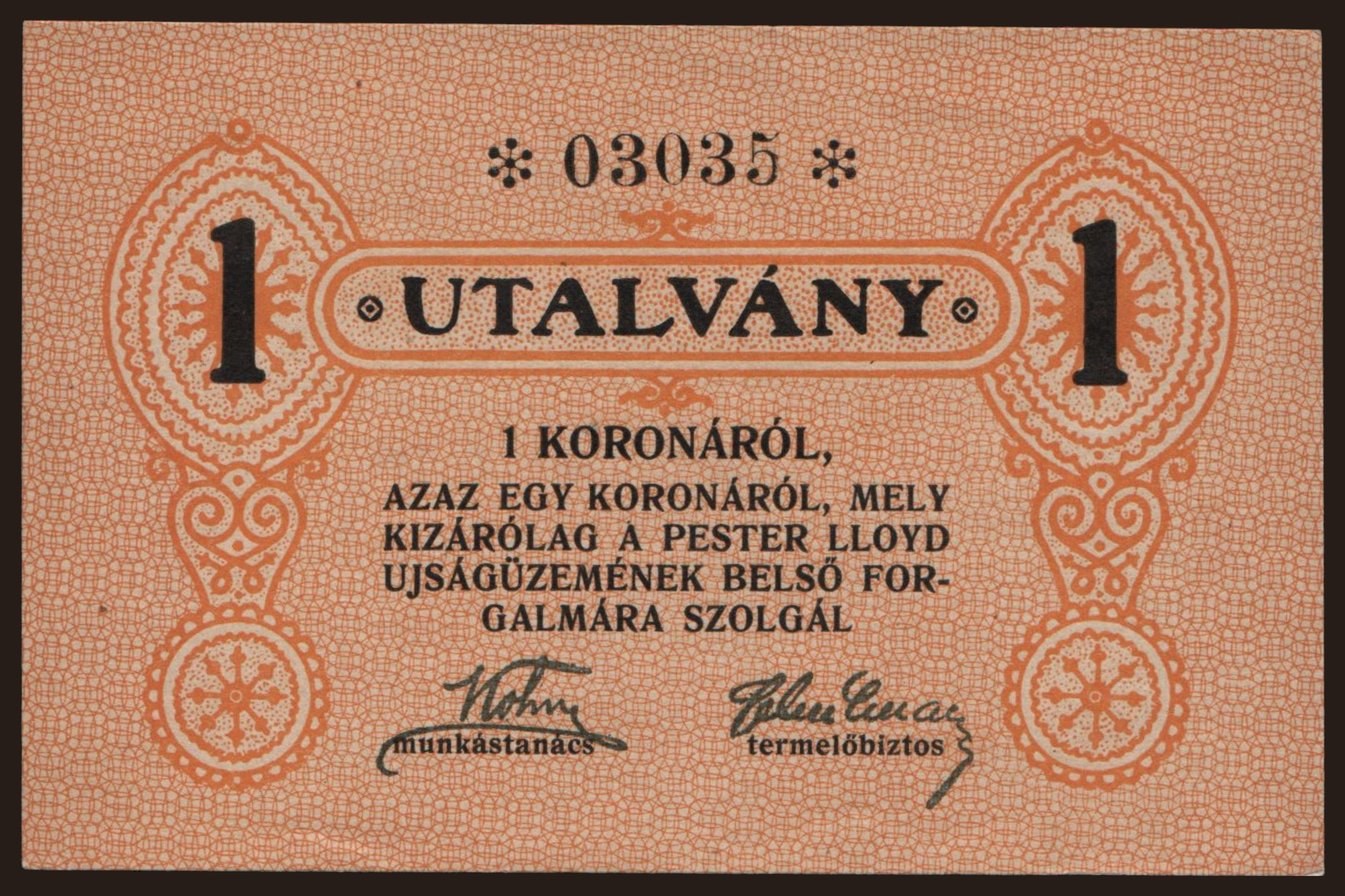 * 03035 *
1 UTALVÁNY 1
1 KORONÁRÓL,
AZAZ EGY KORONÁRÓL, MELY
KIZÁRÓLAG A PESTER LLOYD
UJSÁGÜZEMÉNEK BELSŐ FOR-
GALMÁRA SZOLGÁL
munkástanács termelőbiztos